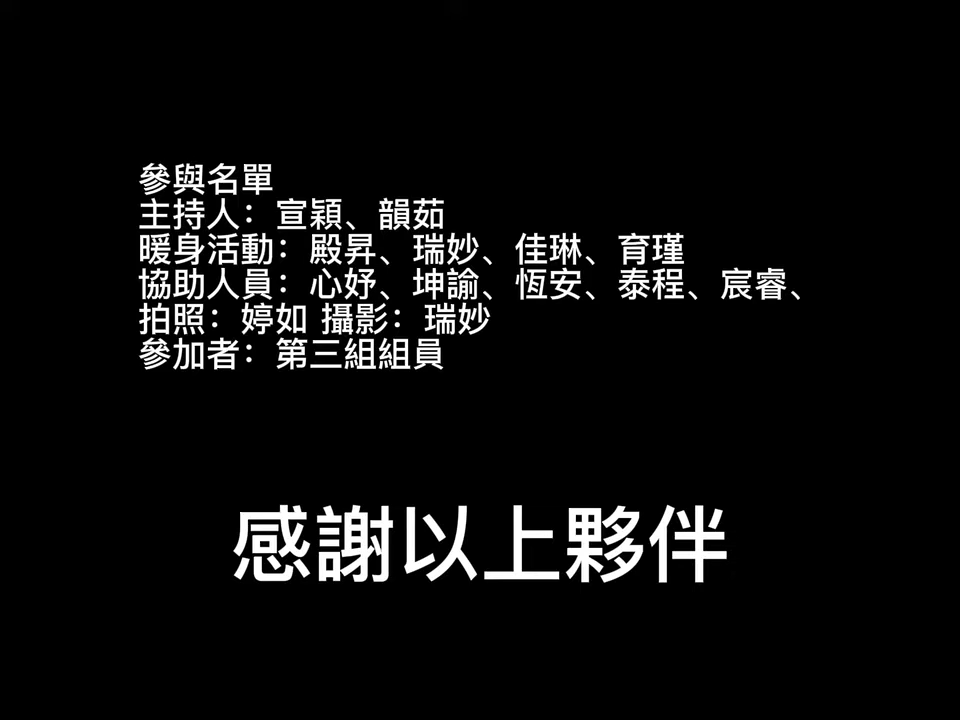 參與名單
主持人：宣穎、韻茹
暖身活動：殿昇、瑞妙、佳琳、育瑾
協助人員：心妤、坤諭、恆安、泰程、宸睿、
拍照：婷如 攝影：瑞妙
參加者：第三組組員
感謝以上夥伴